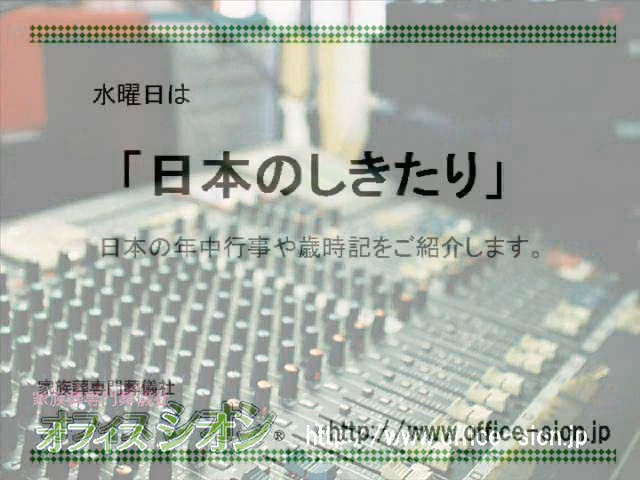 水曜日は
「日本のしきたり」
日本の年中行事や歳時記をご紹介します。
家族葬専門葬儀社
オフィスシオン®
http://www.office-sion.jp